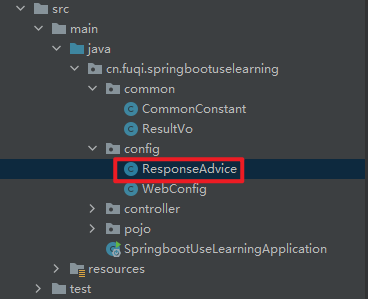 src
main
java
cn.fuqi.springbootuselearning
common
CommonConstant
ResultVo
config
ResponseAdvice
WebConfig
controller
pojo
SpringbootUseLearningApplication
resources
test